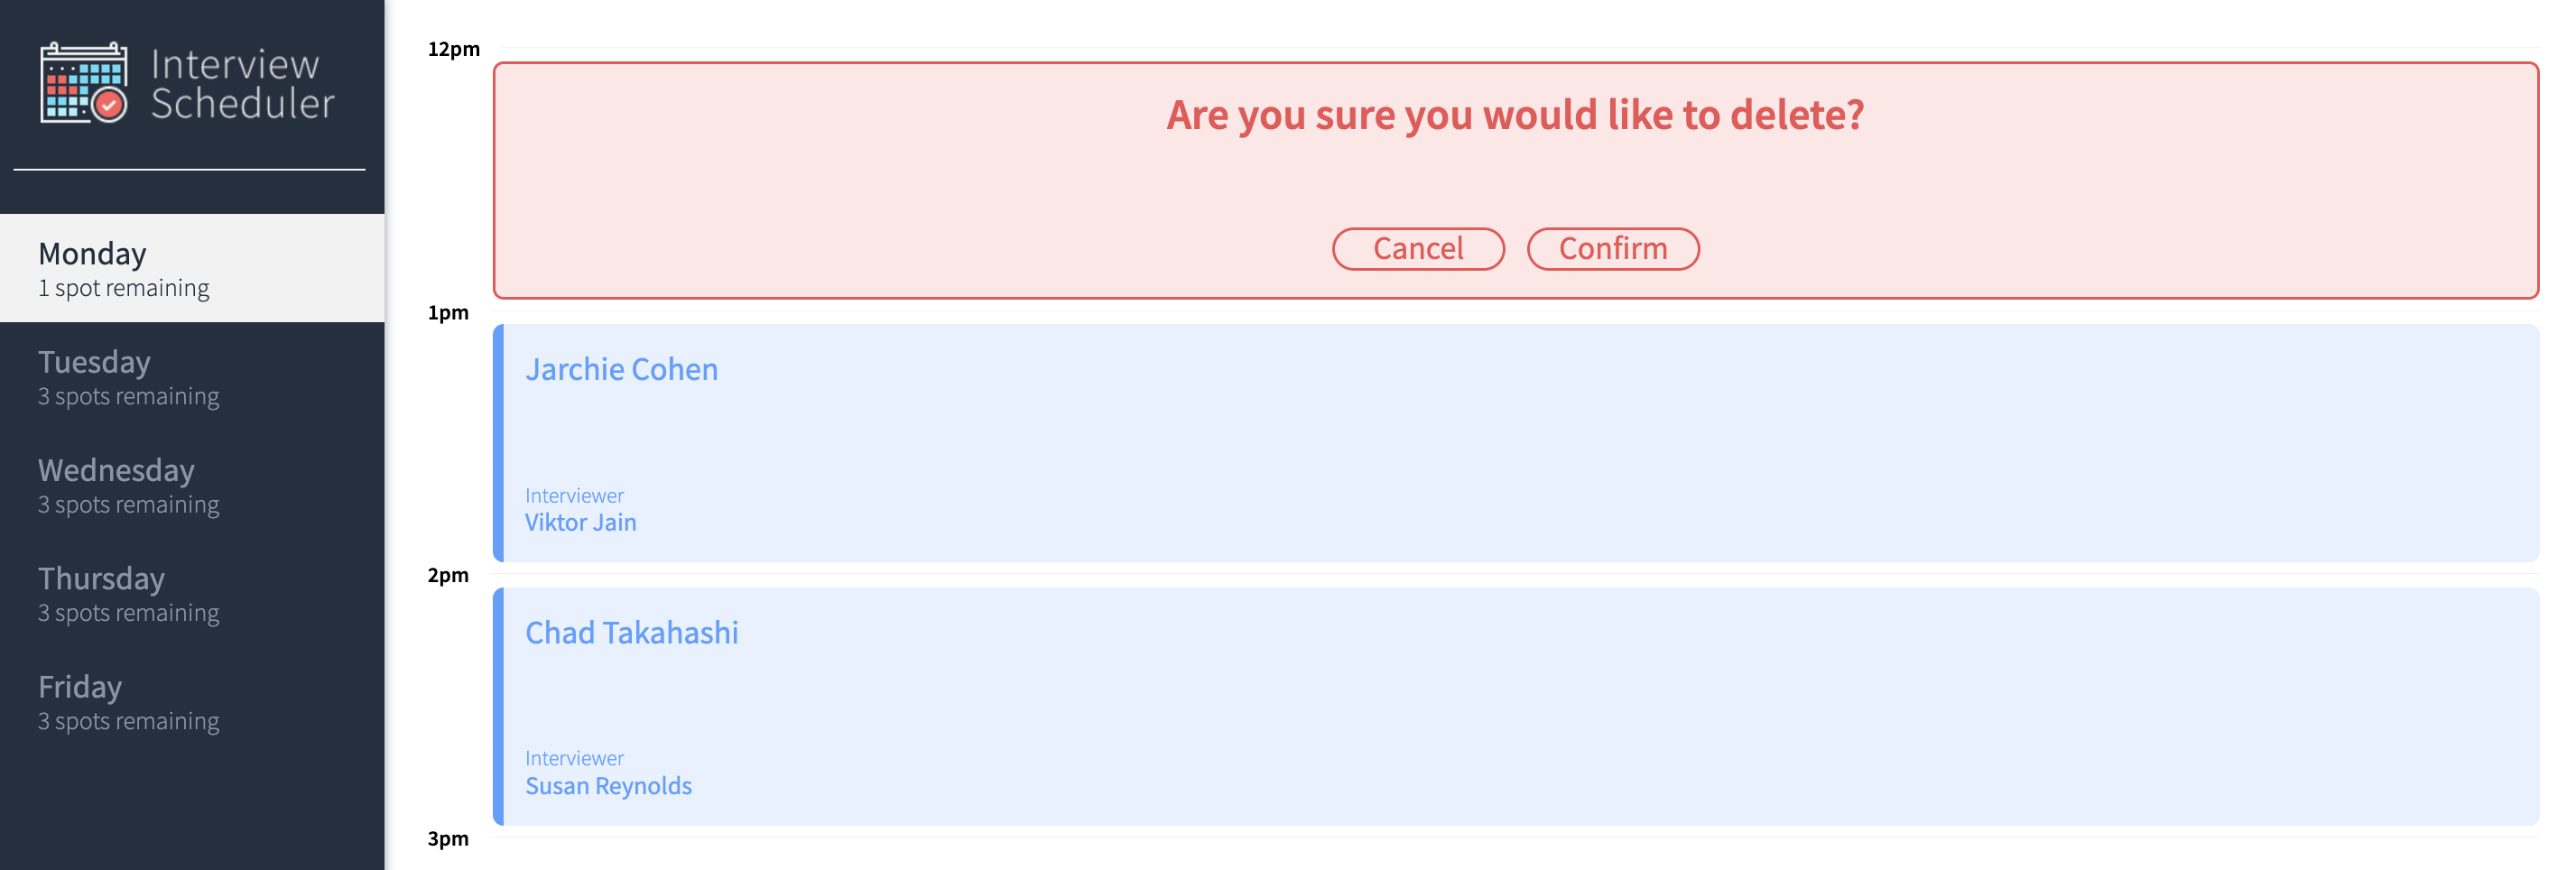 Interview
Scheduler
Monday
1 spot remaining
Tuesday
3 spots remaining
Wednesday
3 spots remaining
Thursday
3 spots remaining
Friday
3 spots remaining
12pm
Are you sure you would like to delete?
Cancel Confirm
1pm
Jarchie Cohen
Interviewer
Viktor Jain
2pm
Chad Takahashi
Interviewer
Susan Reynolds
3pm